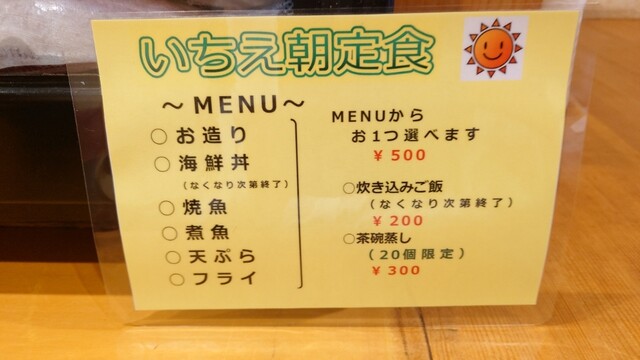 いちえ朝定食
～MENU～
○お造り
○海鮮丼
(なくなり次第終了)
○焼魚
○煮魚
○天ぷら
○フライ
MENUから
お1つ選べます
¥500
○炊き込みご飯
(なくなり次第終了)
¥200
○茶碗蒸し
(20個限定)
¥300